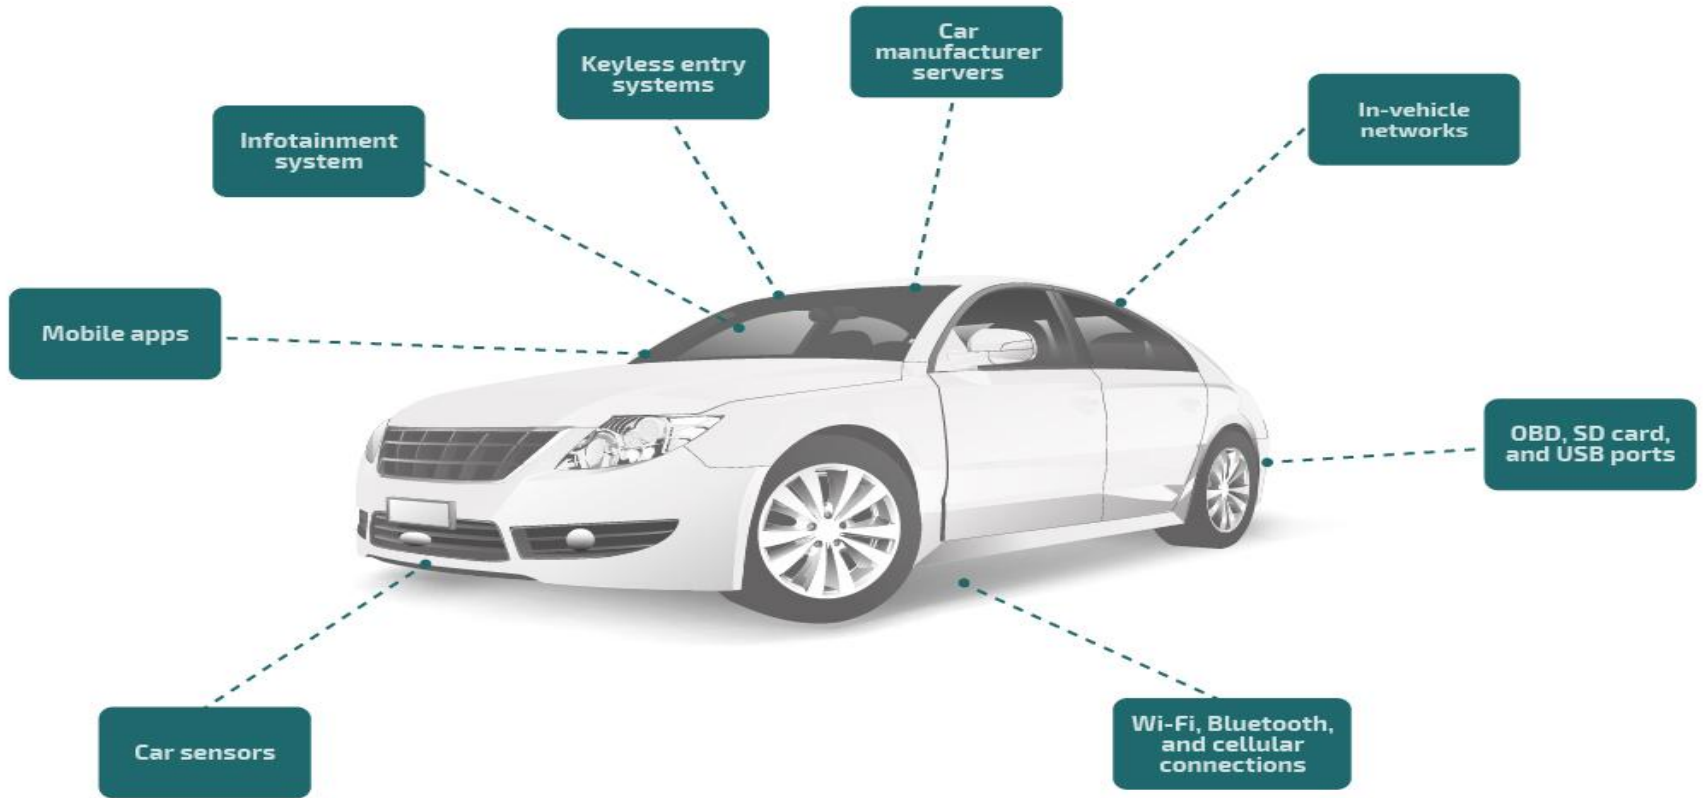 Car
manufacturer
servers
Keyless entry
systems
In-vehicle
networks
Infotainment
system
Mobile apps
OBD, SD card,
and USB ports
Wi-Fi, Bluetooth,
and cellular
connections
Car sensors